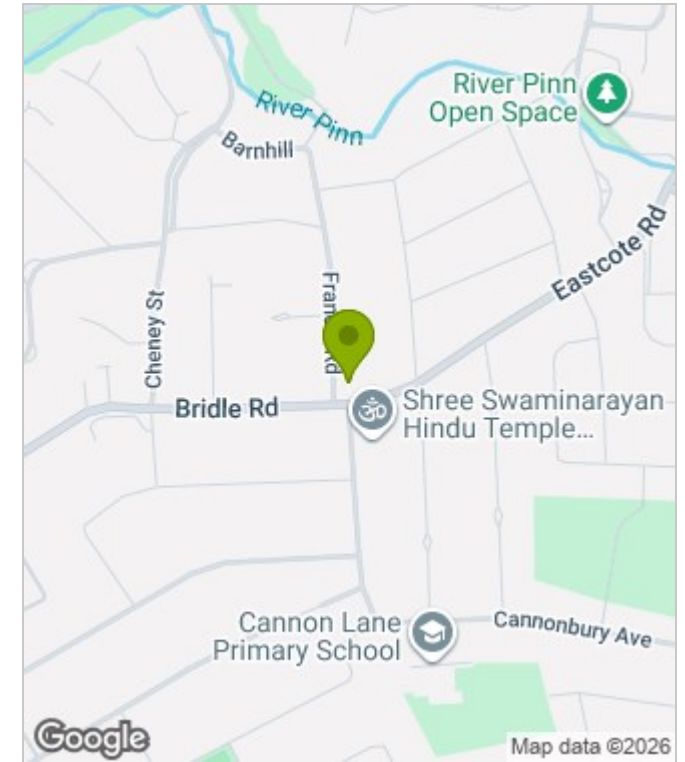 River Pinn
Open Space
River Pinn
Barnhill
Eastcote Rd
Cheney St
Bridle Rd
Shree Swaminarayan
Hindu Temple...
Cannon Lane
Primary School
Cannonbury Ave
Google
Map data ©2026